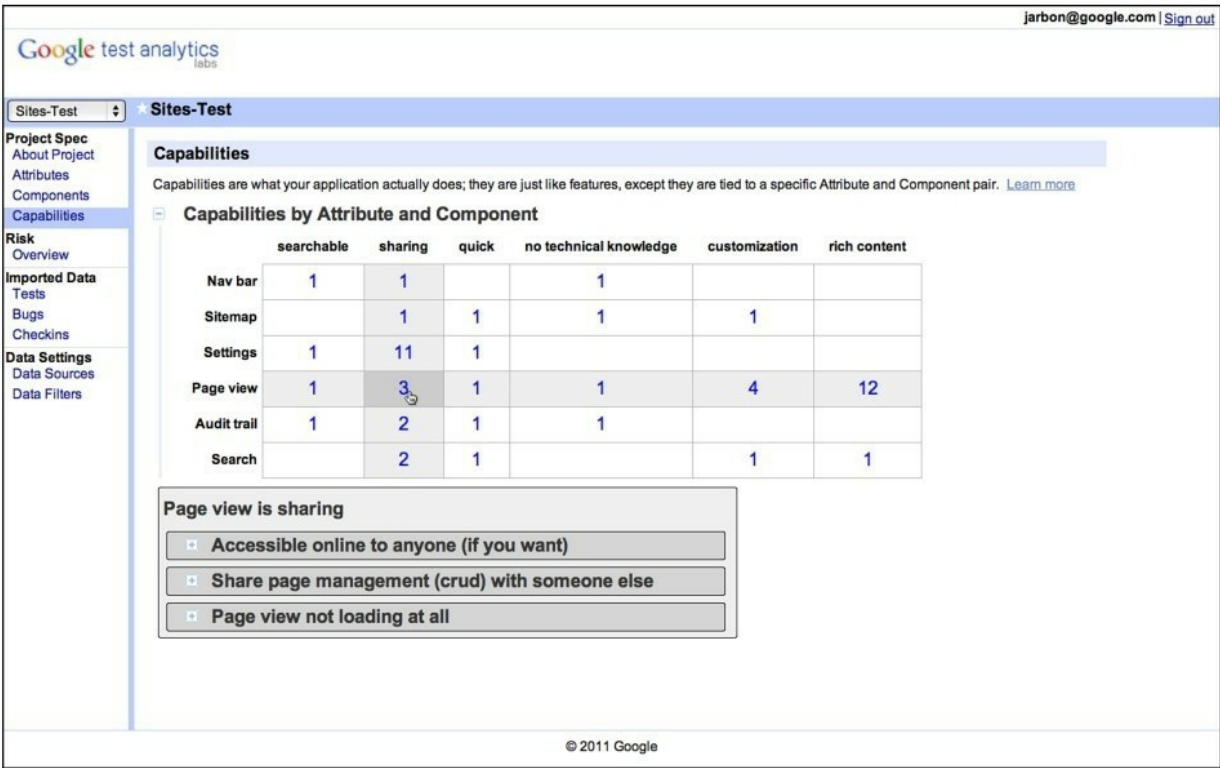 jarbon@google.com | Sign out
Google test analytics
labs
Sites-Test
Sites-Test
Project Spec
About Project
Attributes
Components
Capabilities
Risk
Overview
Imported Data
Tests
Bugs
Checkins
Data Settings
Data Sources
Data Filters
Capabilities
Capabilities are what your application actually does; they are just like features, except they are tied to a specific Attribute and Component pair. Learn more
Capabilities by Attribute and Component
searchable sharing quick no technical knowledge customization rich content
Nav bar 1 1 1
Sitemap 1 1 1 1
Settings 1 11 1
Page view 1 3 1 1 4 12
Audit trail 1 2 1 1
Search 2 1 1 1
Page view is sharing
Accessible online to anyone (if you want)
Share page management (crud) with someone else
Page view not loading at all
© 2011 Google